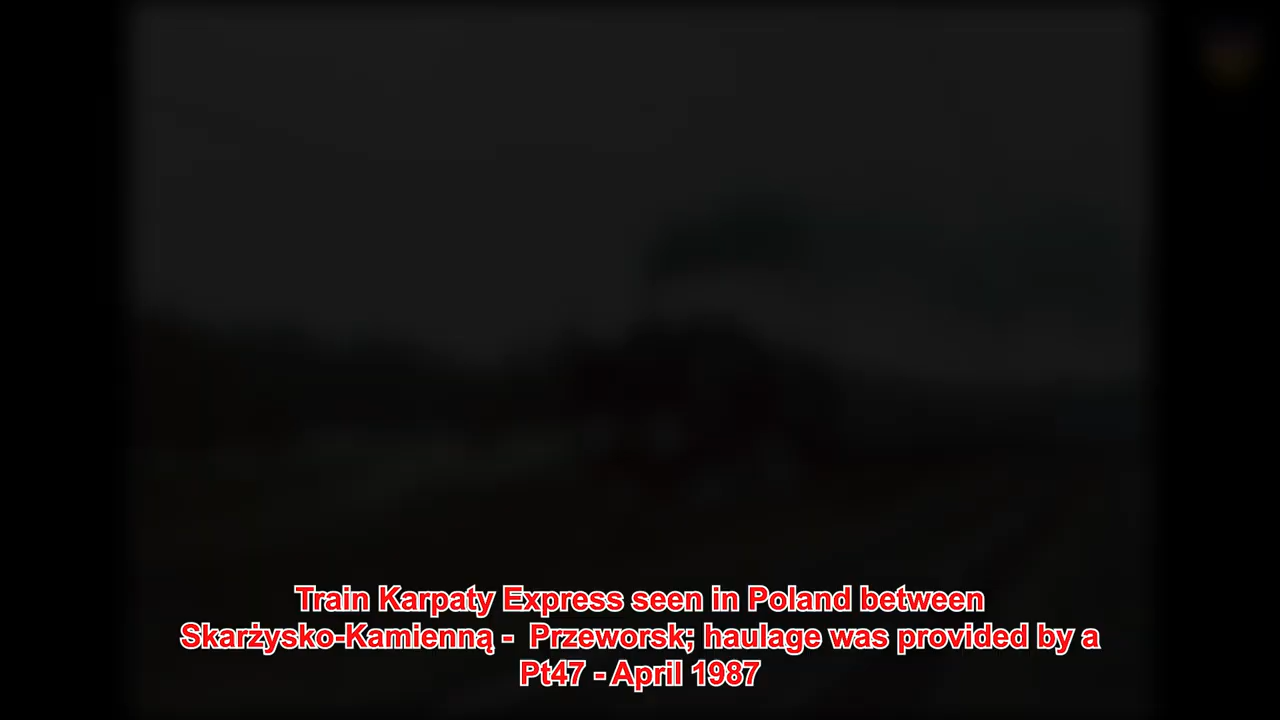 Train Karpaty Express seen in Poland between
Skarżysko-Kamienną -  Przeworsk; haulage was provided by a
Pt47 - April 1987